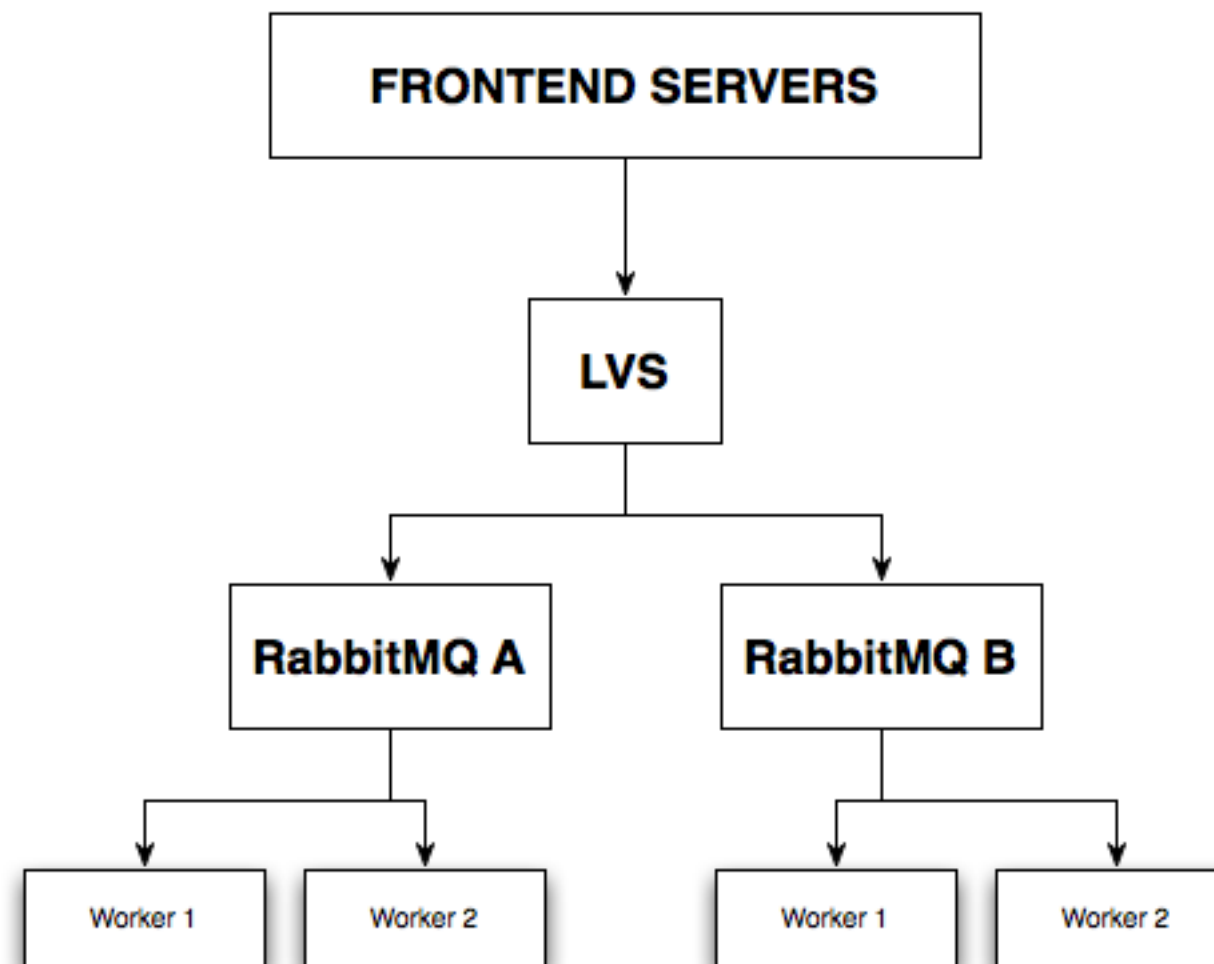 FRONTEND SERVERS
LVS
RabbitMQ A
RabbitMQ B
Worker 1
Worker 2
Worker 1
Worker 2